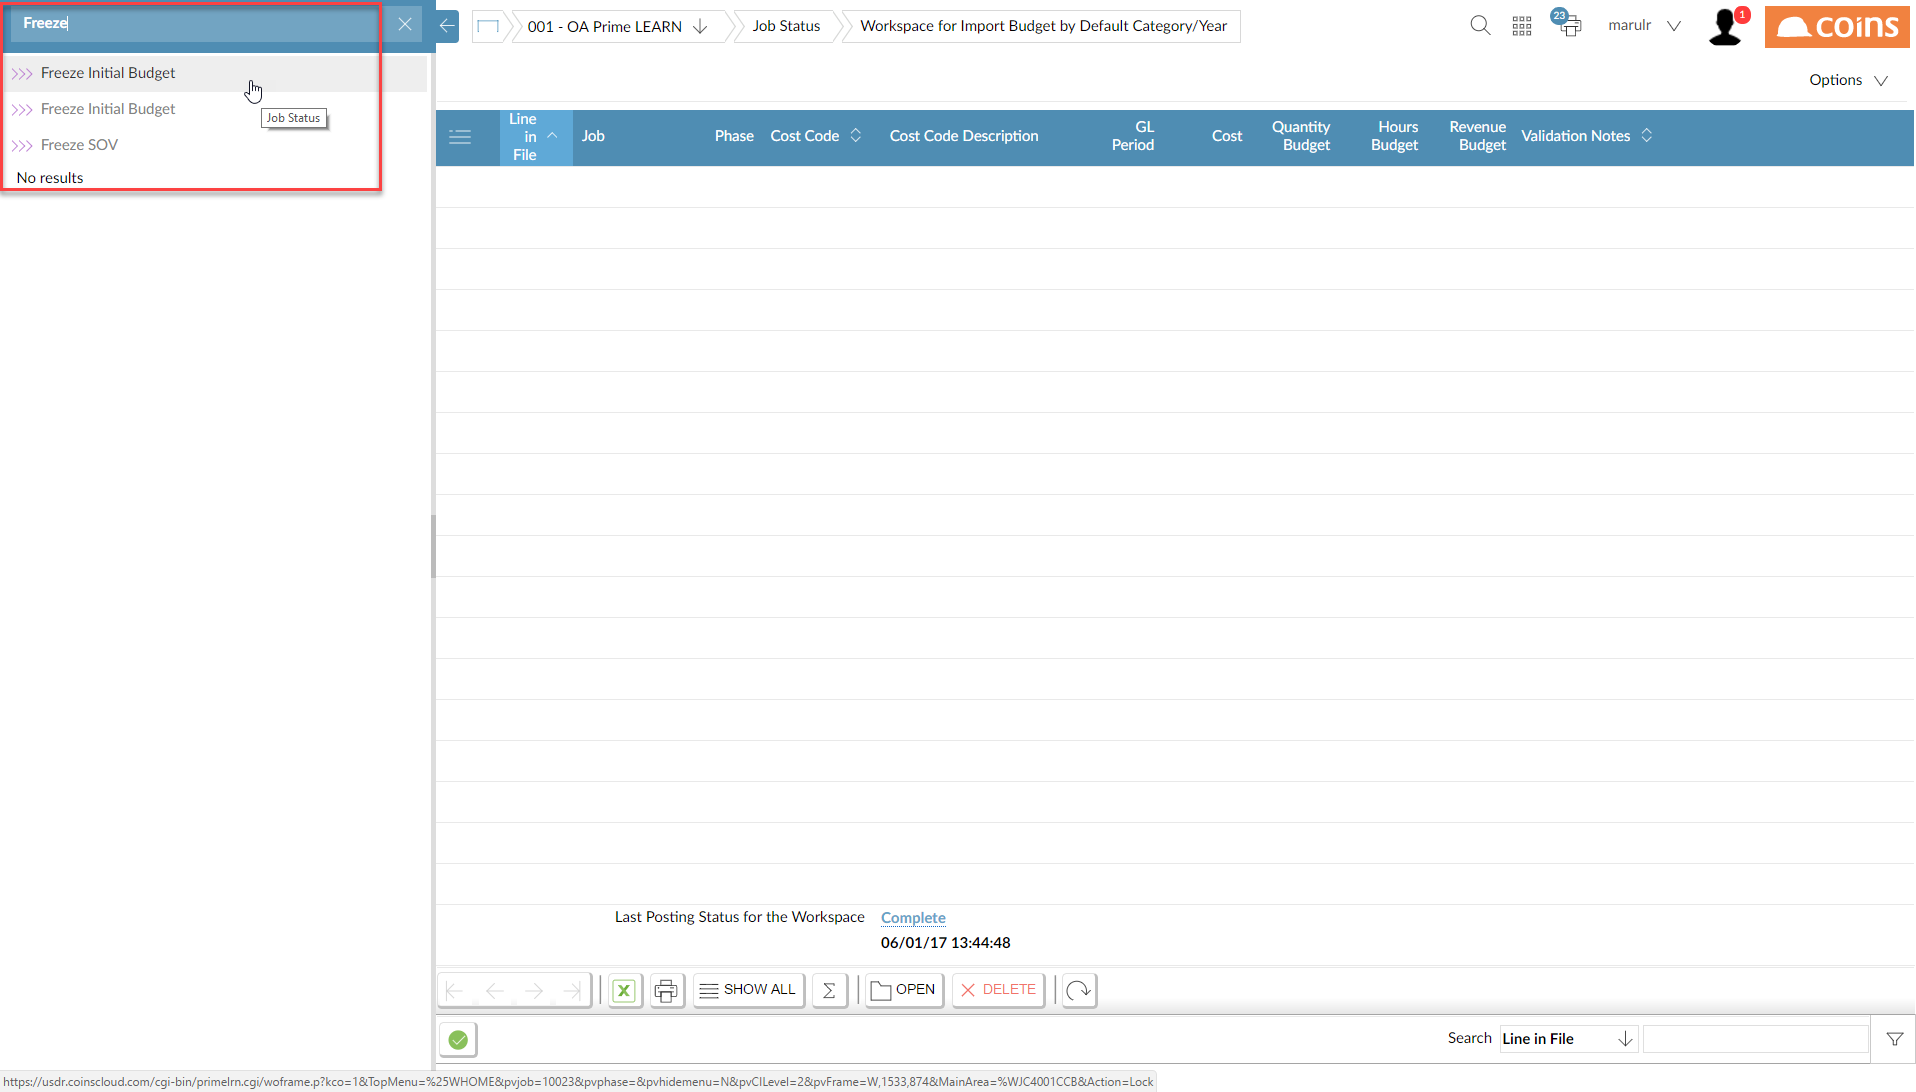 Freeze
001 - OA Prime LEARN
Job Status
Workspace for Import Budget by Default Category/Year
23
marulr
1
coins
Freeze Initial Budget
Freeze Initial Budget
Job Status
Freeze SOV
No results
Options
Line in File
Job
Phase
Cost Code
Cost Code Description
GL Period
Cost
Quantity Budget
Hours Budget
Revenue Budget
Validation Notes
Last Posting Status for the Workspace
Complete
06/01/17 13:44:48
X
SHOW ALL
Σ
OPEN
DELETE
Search
Line in File
https://usdr.coinscloud.com/cgi-bin/primelrn.cgi/woframe.p?kco=1&TopMenu=%25WHOME&pvjob=10023&pvphase=&pvhidemenu=N&pvCILevel=2&pvFrame=W,1533,874&MainArea=%WJC4001CCB&Action=Lock